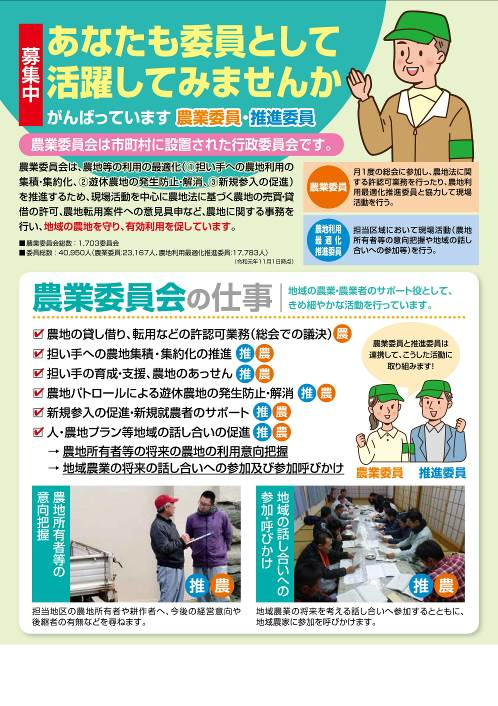 募集中
あなたも委員として
活躍してみませんか
がんばっています 農業委員・推進委員
農業委員会は市町村に設置された行政委員会です。
農業委員会は、農地等の利用の最適化(①担い手への農地利用の
集積・集約化、②遊休農地の発生防止・解消、③新規参入の促進)
を推進するため、現場活動を中心に農地法に基づく農地の売買・貸
借の許可、農地転用案件への意見具申など、農地に関する事務を
行い、地域の農地を守り、有効利用を促しています。
■農業委員会総数：1,703委員会
■委員総数：40,950人(農業委員:23,167人、農地利用最適化推進委員:17,783人)
(令和元年11月1日時点)
農業委員
月1度の総会に参加し、農地法に関
する許認可業務を行ったり、農地利
用最適化推進委員と協力して現場
活動を行う。
農地利用
最適化
推進委員
担当区域において現場活動(農地
所有者等の意向把握や地域の話し
合いへの参加等)を行う。
農業委員会の仕事
地域の農業・農業者のサポート役として、
きめ細やかな活動を行っています。
農地の貸し借り、転用などの許認可業務(総会での議決) 農
担い手への農地集積・集約化の推進 推 農
担い手の育成・支援、農地のあっせん 推 農
農地パトロールによる遊休農地の発生防止・解消 推 農
新規参入の促進・新規就農者のサポート 推 農
人・農地プラン等地域の話し合いの促進 推 農
→ 農地所有者等の将来の農地の利用意向把握
→ 地域農業の将来の話し合いへの参加及び参加呼びかけ
農業委員と推進委員は
連携して、こうした活動に
取り組みます!
農業委員 推進委員
農地所有者等の
意向把握
推 農
担当地区の農地所有者や耕作者へ、今後の経営意向や
後継者の有無などを尋ねます。
地域の話し合いへの
参加呼びかけ
推 農
地域農業の将来を考える話し合いへ参加するとともに、
地域農家に参加を呼びかけます。